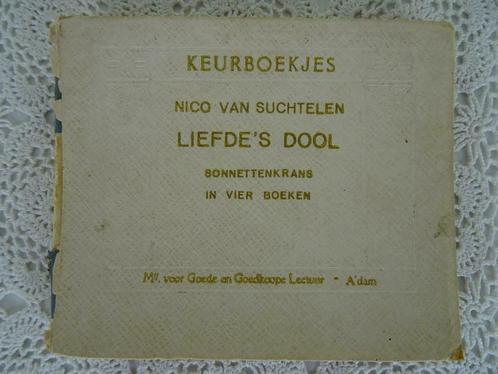 KEURBOEKJES
NICO VAN SUCHTELEN
LIEFDE'S DOOL
SONNETTENKRANS
IN VIER BOEKEN
Mij. voor Goede en Goedkoope Lectuur - A'dam